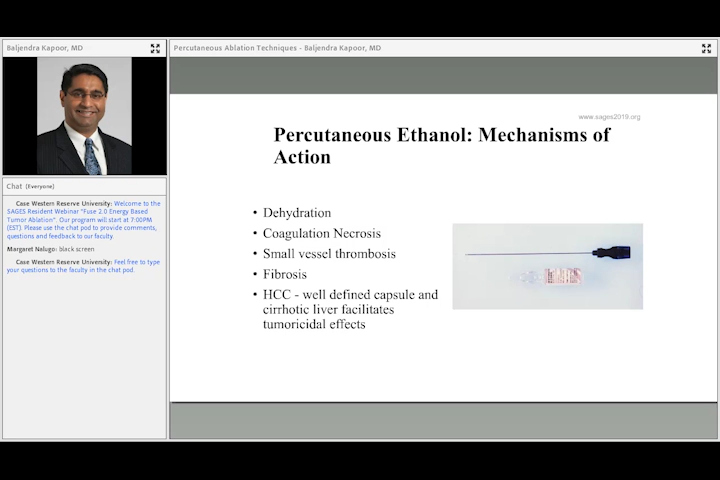 Baljendra Kapoor, MD
Percutaneous Ablation Techniques - Baljendra Kapoor, MD
Chat (Everyone)
Case Western Reserve University: Welcome to the
SAGES Resident Webinar "Fuse 2.0 Energy Based
Tumor Ablation". Our program will start at 7:00PM
(EST). Please use the chat pod to provide comments,
questions and feedback to our faculty.
Margaret Nalugo: black screen
Case Western Reserve University: Feel free to type
your questions to the faculty in the chat pod.
www.sages2019.org
Percutaneous Ethanol: Mechanisms of
Action
• Dehydration
• Coagulation Necrosis
• Small vessel thrombosis
• Fibrosis
• HCC - well defined capsule and
cirrhotic liver facilitates
tumoricidal effects